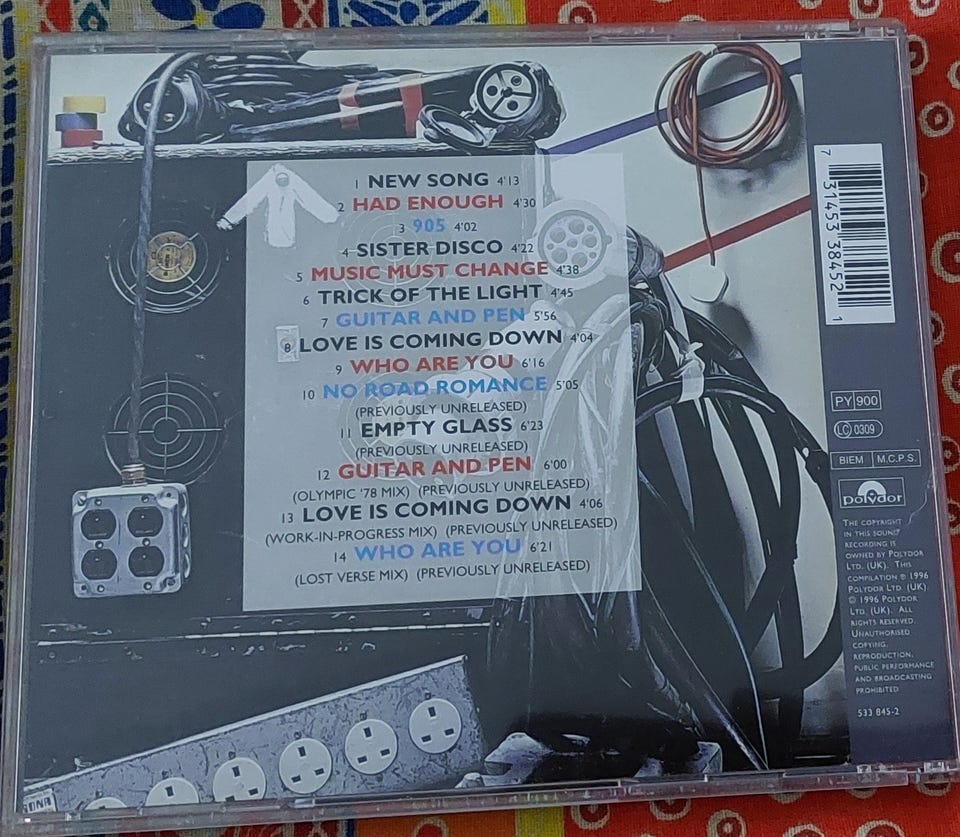 1 NEW SONG 4'13
2 HAD ENOUGH 4'30
3 905 4'02
4 SISTER DISCO 4'22
5 MUSIC MUST CHANGE 4'38
6 TRICK OF THE LIGHT 4'45
7 GUITAR AND PEN 5'56
8 LOVE IS COMING DOWN 4'04
9 WHO ARE YOU 6'16
10 NO ROAD ROMANCE 5'05
(PREVIOUSLY UNRELEASED)
11 EMPTY GLASS 6'23
(PREVIOUSLY UNRELEASED)
12 GUITAR AND PEN 6'00
(OLYMPIC '78 MIX) (PREVIOUSLY UNRELEASED)
13 LOVE IS COMING DOWN 4'06
(WORK-IN-PROGRESS MIX) (PREVIOUSLY UNRELEASED)
14 WHO ARE YOU 6'21
(LOST VERSE MIX) (PREVIOUSLY UNRELEASED)
7 31453 38452 1
PY 900
LC 0309
BIEM M.C.P.S.
polydor
THE COPYRIGHT
IN THIS SOUND
RECORDING IS
OWNED BY POLYDOR
LTD. (UK). THIS
COMPILATION ℗ 1996
POLYDOR LTD (UK).
© 1996 POLYDOR
LTD. (UK). ALL
RIGHTS RESERVED.
UNAUTHORISED
COPYING,
REPRODUCTION,
PUBLIC PERFORMANCE
AND BROADCASTING
PROHIBITED
533 845-2